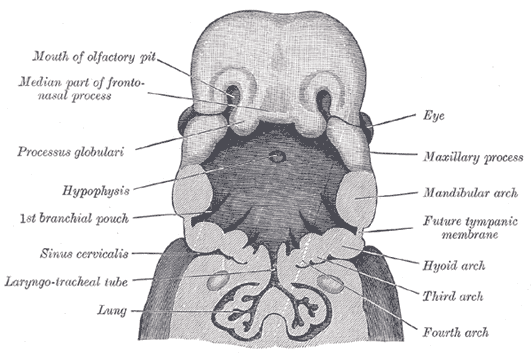 Mouth of olfactory pit
Median part of fronto-
nasal process
Processus globulari
Hypophysis
1st branchial pouch
Sinus cervicalis
Laryngo-tracheal tube
Lung
Eye
Maxillary process
Mandibular arch
Future tympanic
membrane
Hyoid arch
Third arch
Fourth arch